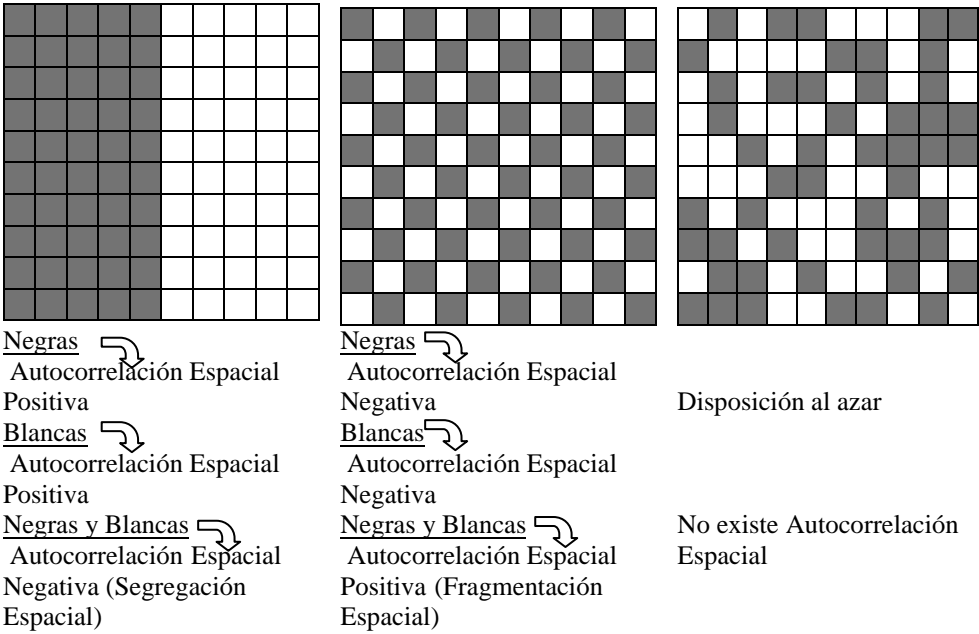 Negras
Autocorrelación Espacial
Positiva
Blancas
Autocorrelación Espacial
Positiva
Negras y Blancas
Autocorrelación Espacial
Negativa (Segregación
Espacial)
Negras
Autocorrelación Espacial
Negativa
Blancas
Autocorrelación Espacial
Negativa
Negras y Blancas
Autocorrelación Espacial
Positiva (Fragmentación
Espacial)
Disposición al azar
No existe Autocorrelación
Espacial